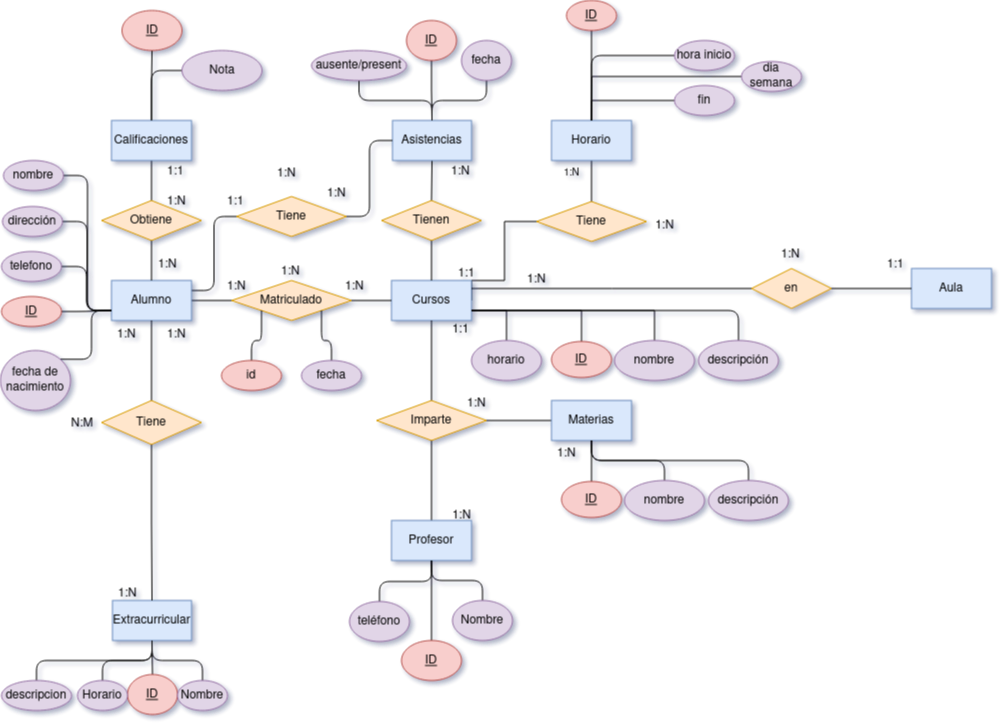 ID
Nota
Calificaciones
1:1
1:N
Obtiene
1:N
ID
ausente/present
fecha
Asistencias
1:N
Tienen
ID
hora inicio
dia
semana
fin
Horario
1:N
Tiene
1:N
1:N
1:1
Tiene
1:N
nombre
dirección
telefono
ID
fecha de
nacimiento
Alumno
1:N
1:N
1:N
1:N
Matriculado
1:N
id
fecha
1:1
Cursos
1:1
1:N
1:N
en
1:1
Aula
horario
ID
nombre
descripción
N:M
Tiene
1:N
Imparte
1:N
Materias
1:N
ID
nombre
descripción
1:N
Profesor
teléfono
Nombre
ID
Extracurricular
descripcion
Horario
ID
Nombre